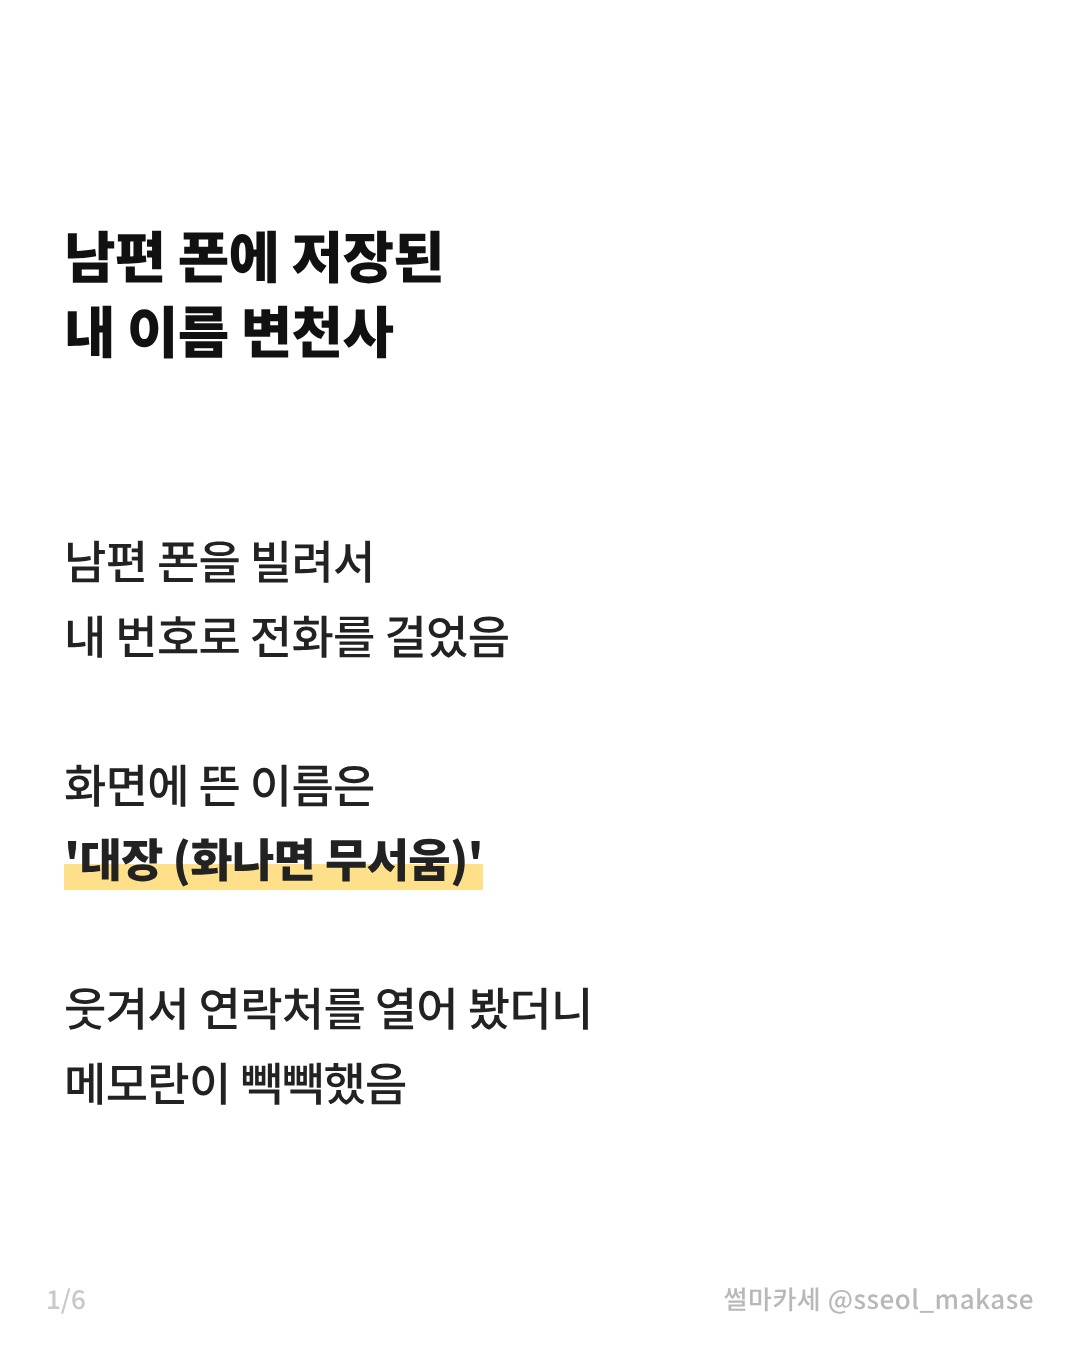 남편 폰에 저장된
내 이름 변천사
남편 폰을 빌려서
내 번호로 전화를 걸었음
화면에 뜬 이름은
'대장 (화나면 무서움)'
웃겨서 연락처를 열어 봤더니
메모란이 빽빽했음
1/6
썰마카세 @sseol_makase